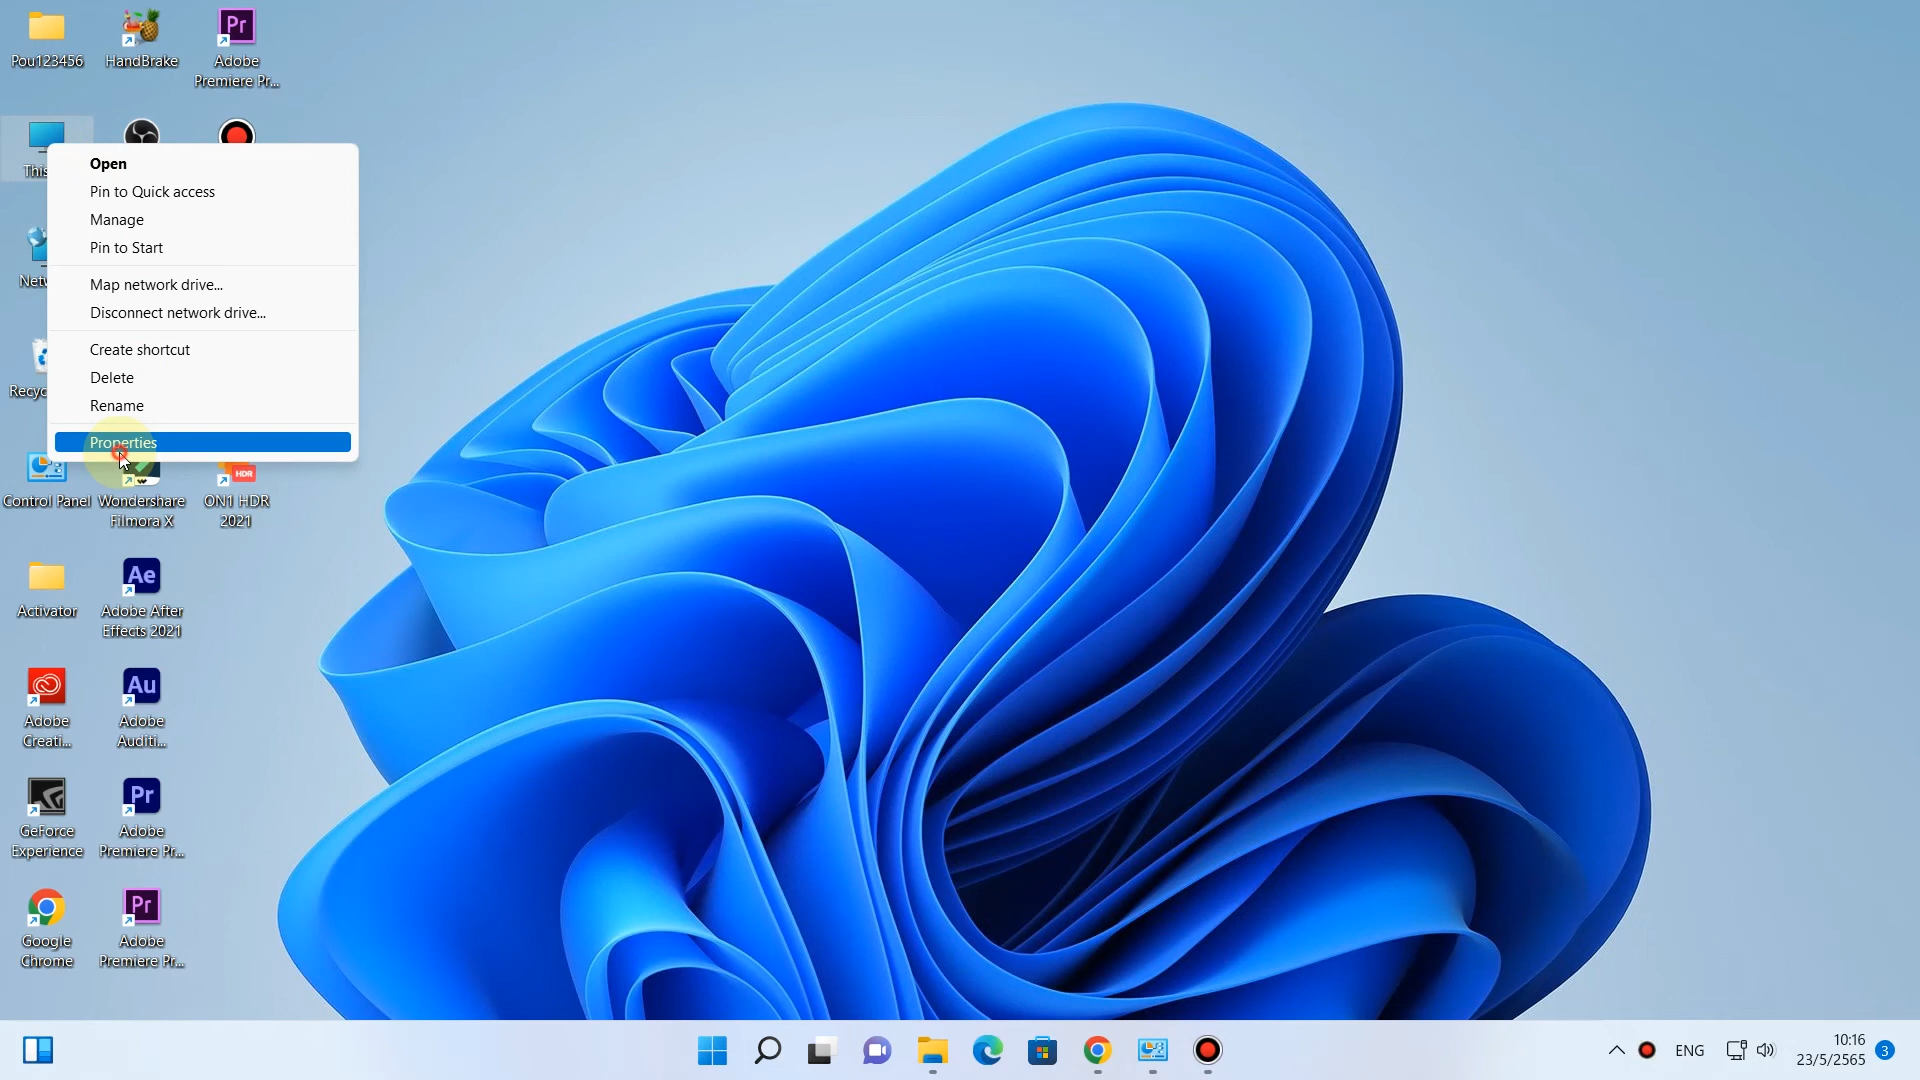 Pou123456
HandBrake
Adobe
Premiere Pr...
Pr
This
Open
Pin to Quick access
Manage
Pin to Start
Map network drive...
Disconnect network drive...
Create shortcut
Delete
Rename
Properties
Netw
Recyc
Control Panel
Wondershare
Filmora X
HDR
ON1 HDR
2021
Activator
Ae
Adobe After
Effects 2021
Adobe
Creati...
Au
Adobe
Auditi...
GeForce
Experience
Pr
Adobe
Premiere Pr...
Google
Chrome
Pr
Adobe
Premiere Pr...
ENG
10:16
23/5/2565
3